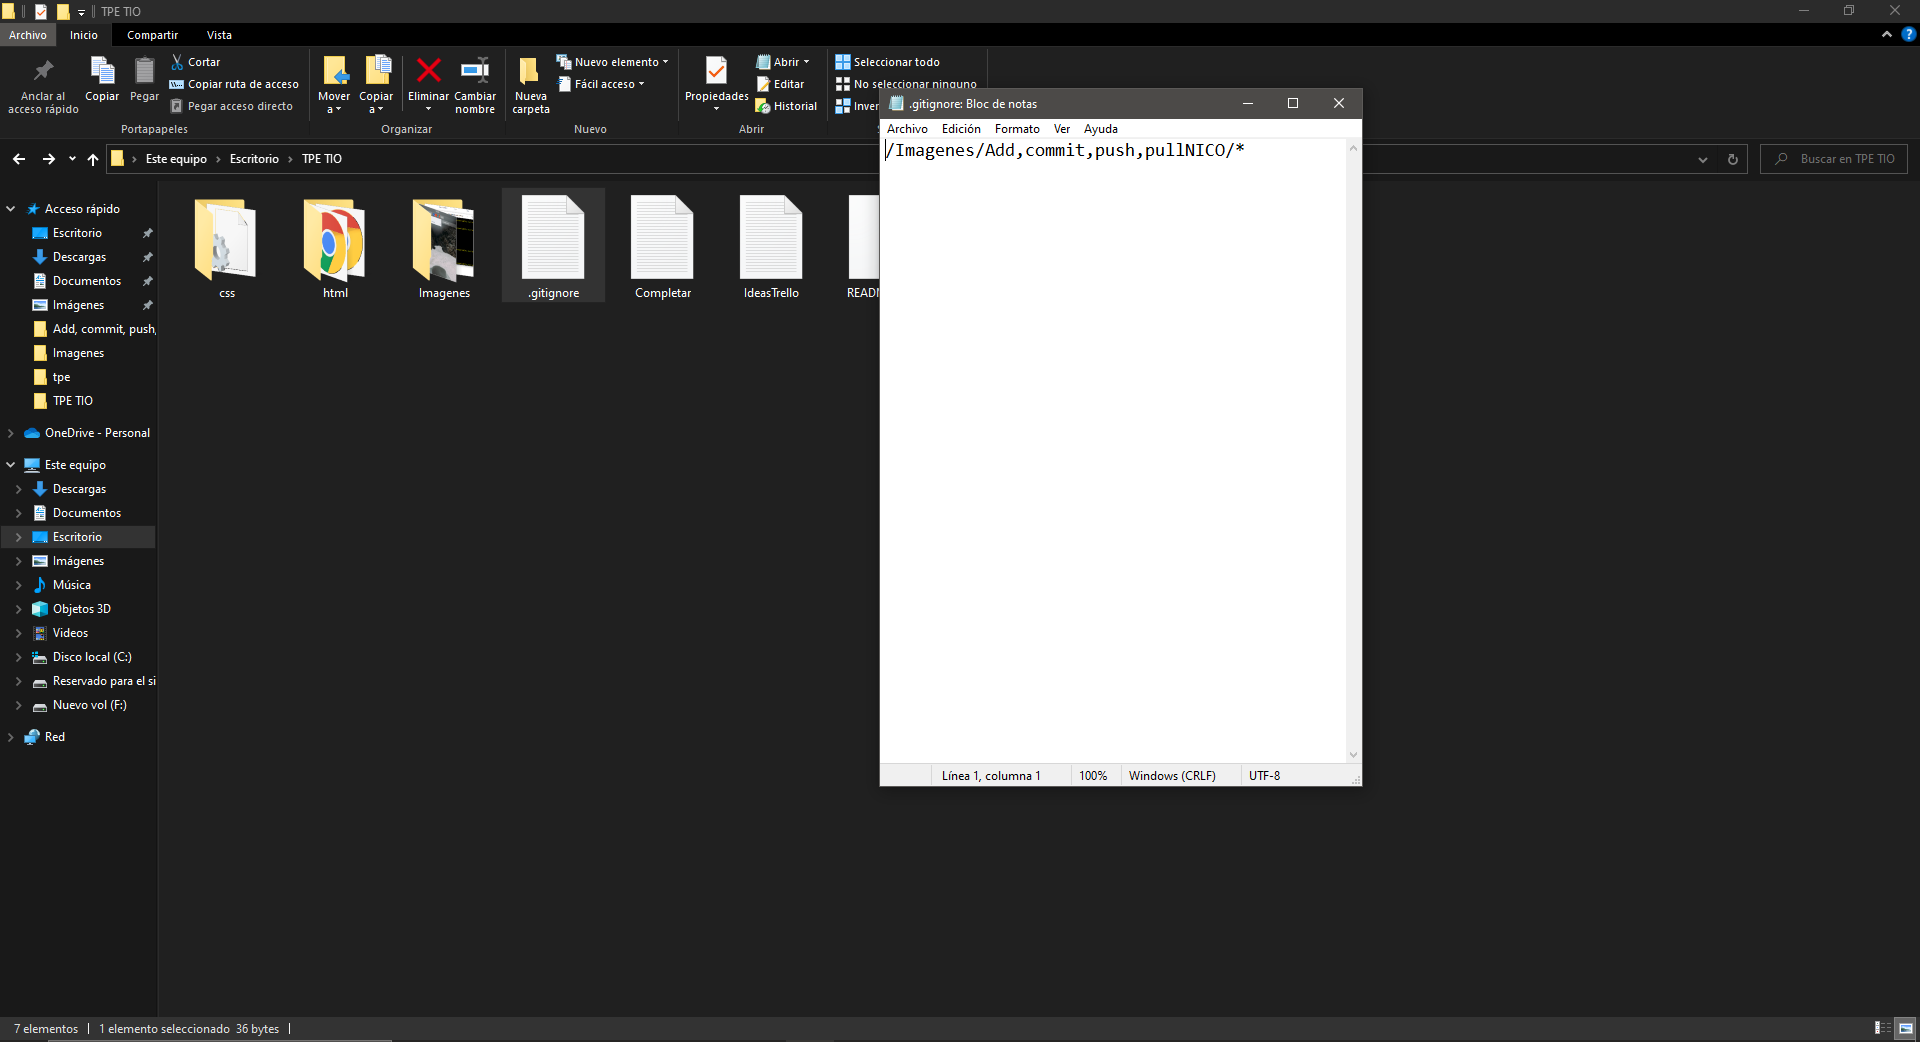 TPE TIO
Archivo
Inicio
Compartir
Vista
Anclar al
acceso rápido
Copiar
Pegar
Cortar
Copiar ruta de acceso
Pegar acceso directo
Portapapeles
Mover
a
Copiar
a
Eliminar
Cambiar
nombre
Organizar
Nueva
carpeta
Nuevo elemento
Fácil acceso
Nuevo
Propiedades
Abrir
Editar
Historial
Abrir
Seleccionar todo
No seleccionar ninguno
Inver
Este equipo
Escritorio
TPE TIO
Buscar en TPE TIO
Acceso rápido
Escritorio
Descargas
Documentos
Imágenes
Add, commit, push,
Imagenes
tpe
TPE TIO
OneDrive - Personal
Este equipo
Descargas
Documentos
Escritorio
Imágenes
Música
Objetos 3D
Videos
Disco local (C:)
Reservado para el si
Nuevo vol (F:)
Red
css
html
Imagenes
.gitignore
Completar
IdeasTrello
READ
.gitignore: Bloc de notas
Archivo
Edición
Formato
Ver
Ayuda
/Imagenes/Add,commit,push,pullNICO/*
Línea 1, columna 1
100%
Windows (CRLF)
UTF-8
7 elementos
1 elemento seleccionado
36 bytes